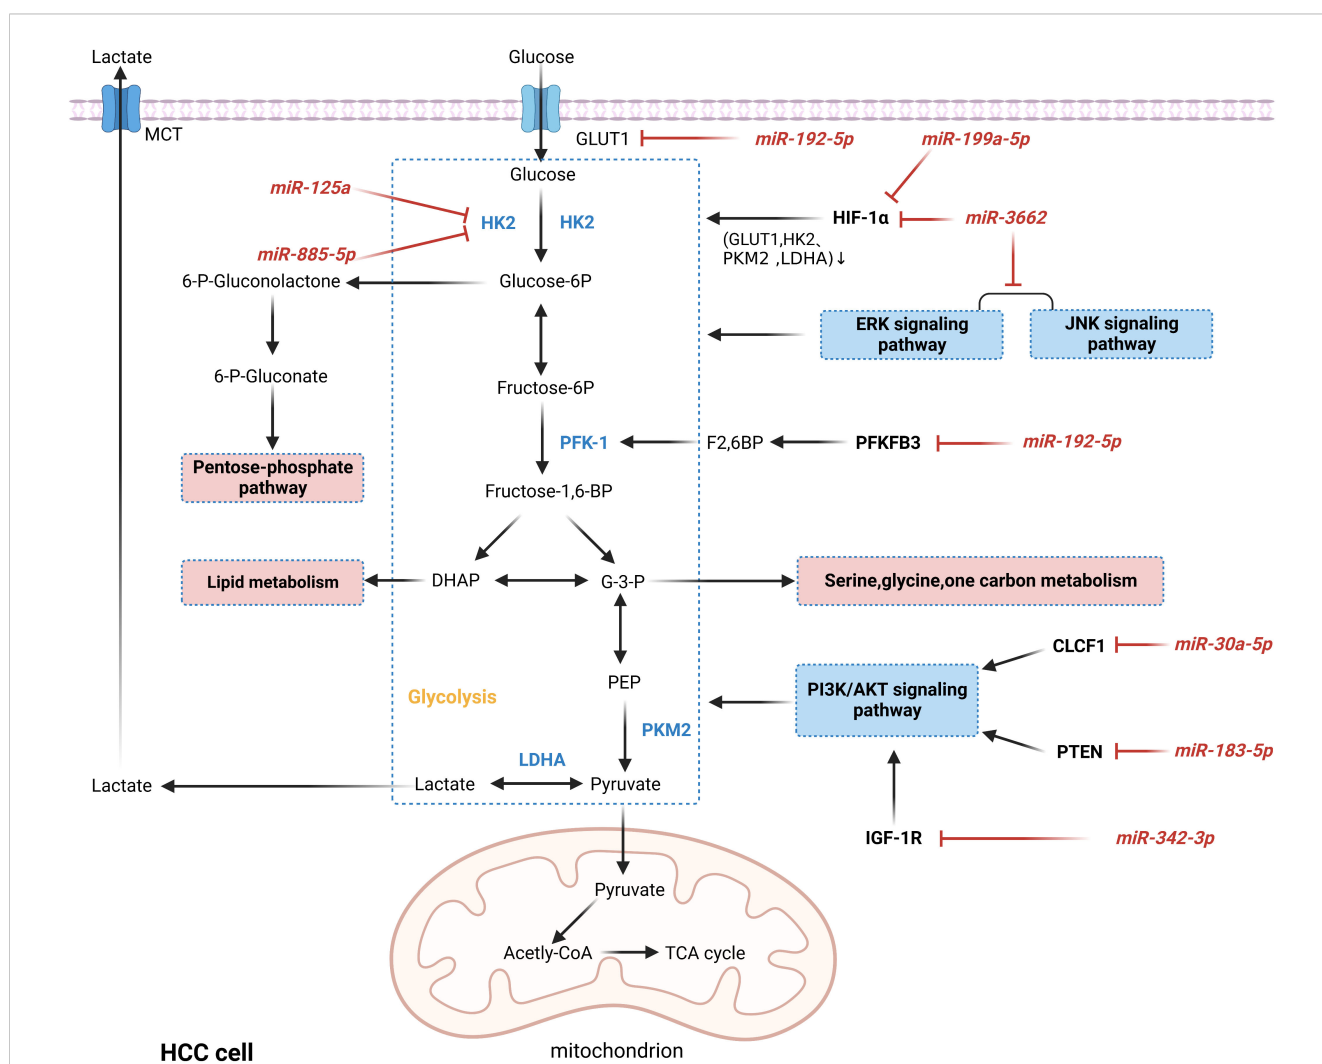 Lactate
Glucose
MCT
GLUT1
miR-192-5p
miR-199a-5p
Glucose
miR-125a
HK2
HK2
HIF-1α
miR-3662
(GLUT1,HK2、
PKM2 ,LDHA)↓
miR-885-5p
6-P-Gluconolactone
Glucose-6P
ERK signaling
pathway
JNK signaling
pathway
6-P-Gluconate
Fructose-6P
PFK-1
F2,6BP
PFKFB3
miR-192-5p
Pentose-phosphate
pathway
Fructose-1,6-BP
Lipid metabolism
DHAP
G-3-P
Serine,glycine,one carbon metabolism
CLCF1
miR-30a-5p
PEP
Glycolysis
PI3K/AKT signaling
pathway
PKM2
PTEN
miR-183-5p
LDHA
Lactate
Lactate
Pyruvate
IGF-1R
miR-342-3p
Pyruvate
Acetly-CoA
TCA cycle
HCC cell
mitochondrion